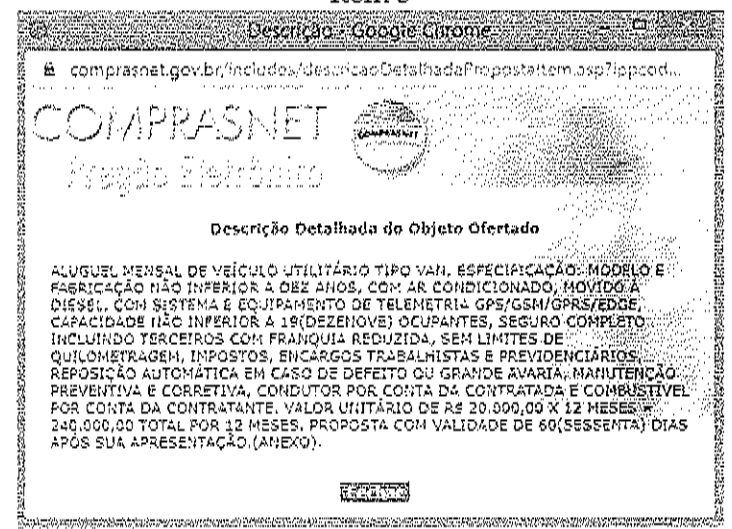 Descrição - Google Chrome
comprasnet.gov.br/includes/descricaoDetalhadaPropostaItem.asp?ippcod...
COMPRASNET
COMPRASNET
Pregão Eletrônico
Descrição Detalhada do Objeto Ofertado
ALUGUEL MENSAL DE VEÍCULO UTILITÁRIO TIPO VAN, ESPECIFICAÇÃO: MODELO E
FABRICAÇÃO NÃO INFERIOR A DEZ ANOS, COM AR CONDICIONADO, MOVIDO A
DIESEL, COM SISTEMA E EQUIPAMENTO DE TELEMETRIA GPS/GSM/GPRS/EDGE,
CAPACIDADE NÃO INFERIOR A 19(DEZENOVE) OCUPANTES, SEGURO COMPLETO
INCLUINDO TERCEIROS COM FRANQUIA REDUZIDA, SEM LIMITES DE
QUILOMETRAGEM, IMPOSTOS, ENCARGOS TRABALHISTAS E PREVIDENCIÁRIOS,
REPOSIÇÃO AUTOMÁTICA EM CASO DE DEFEITO OU GRANDE AVARIA, MANUTENÇÃO
PREVENTIVA E CORRETIVA, CONDUTOR POR CONTA DA CONTRATADA E COMBUSTÍVEL
POR CONTA DA CONTRATANTE. VALOR UNITÁRIO DE R$ 20.000,00 X 12 MESES =
240.000,00 TOTAL POR 12 MESES. PROPOSTA COM VALIDADE DE 60(SESSENTA) DIAS
APÓS SUA APRESENTAÇÃO.(ANEXO).